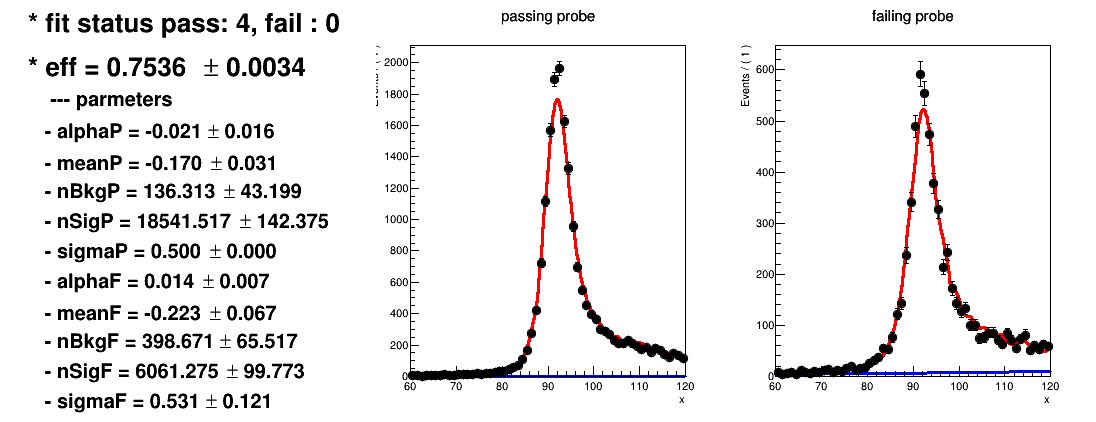 * fit status pass: 4, fail : 0
* eff = 0.7536 ± 0.0034
--- parmeters
- alphaP = -0.021 ± 0.016
- meanP = -0.170 ± 0.031
- nBkgP = 136.313 ± 43.199
- nSigP = 18541.517 ± 142.375
- sigmaP = 0.500 ± 0.000
- alphaF = 0.014 ± 0.007
- meanF = -0.223 ± 0.067
- nBkgF = 398.671 ± 65.517
- nSigF = 6061.275 ± 99.773
- sigmaF = 0.531 ± 0.121
passing probe
2000
1800
1600
1400
1200
1000
800
600
400
200
0
60 70 80 90 100 110 120
x
failing probe
Events / ( 1 )
600
500
400
300
200
100
0
60 70 80 90 100 110 120
x